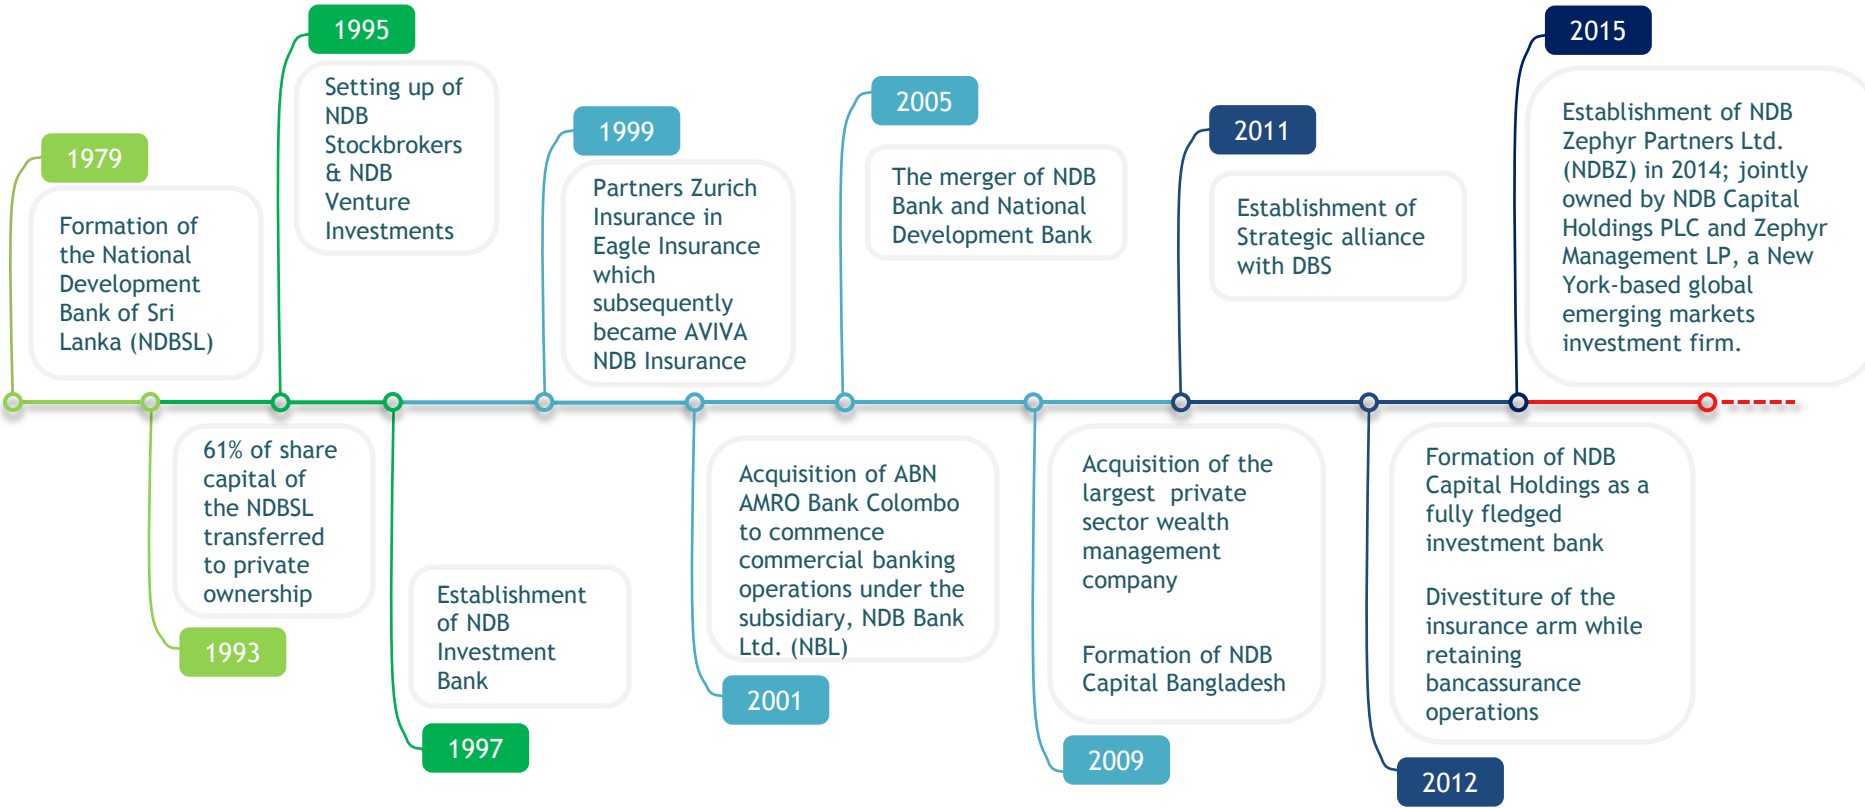 1979
Formation of
the National
Development
Bank of Sri
Lanka (NDBSL)
61% of share
capital of
the NDBSL
transferred
to private
ownership
1993
1995
Setting up of
NDB
Stockbrokers
& NDB
Venture
Investments
Establishment
of NDB
Investment
Bank
1997
1999
Partners Zurich
Insurance in
Eagle Insurance
which
subsequently
became AVIVA
NDB Insurance
Acquisition of ABN
AMRO Bank Colombo
to commence
commercial banking
operations under the
subsidiary, NDB Bank
Ltd. (NBL)
2001
2005
The merger of NDB
Bank and National
Development Bank
Acquisition of the
largest  private
sector wealth
management
company
Formation of NDB
Capital Bangladesh
2009
2011
Establishment of
Strategic alliance
with DBS
Formation of NDB
Capital Holdings as a
fully fledged
investment bank
Divestiture of the
insurance arm while
retaining
bancassurance
operations
2012
2015
Establishment of NDB
Zephyr Partners Ltd.
(NDBZ) in 2014; jointly
owned by NDB Capital
Holdings PLC and Zephyr
Management LP, a New
York-based global
emerging markets
investment firm.